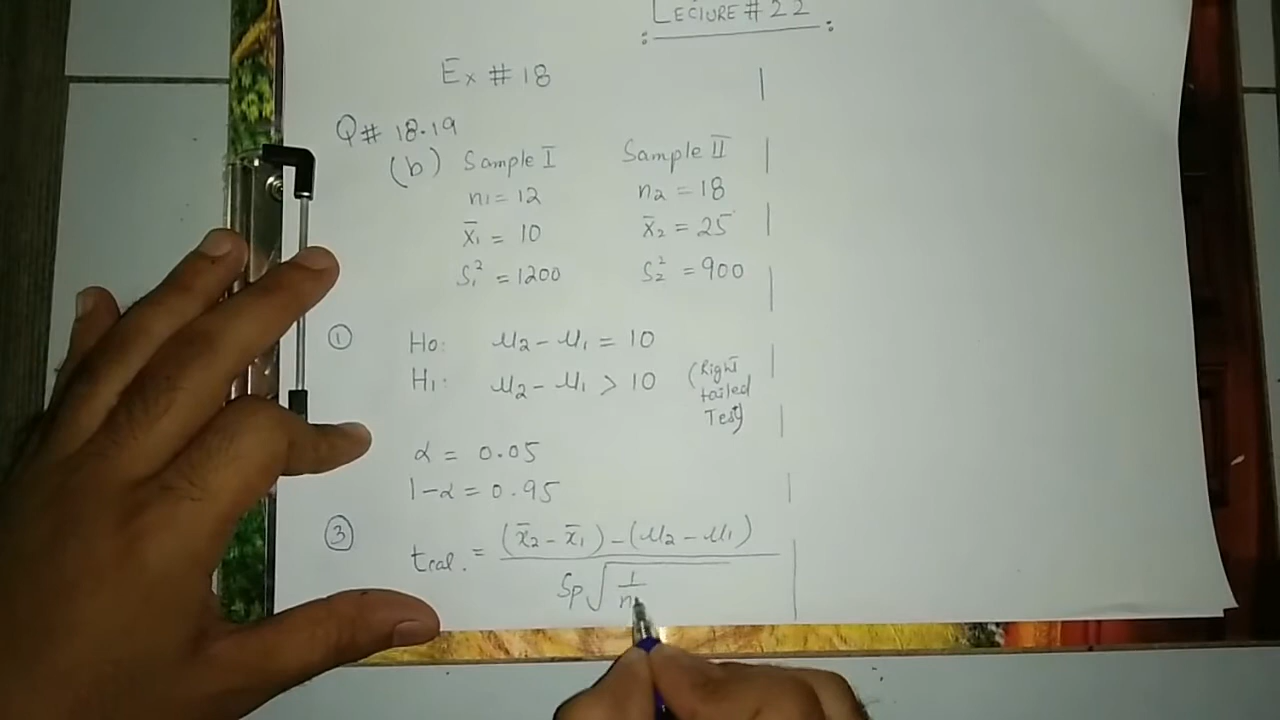 LECTURE # 22
Ex # 18
Q# 18.19
(b) Sample I Sample II
n1 = 12 n2 = 18
x̄1 = 10 x̄2 = 25
S1² = 1200 S2² = 900
① H0: μ2 - μ1 = 10
H1: μ2 - μ1 > 10 (Right
tailed
Test)
α = 0.05
1-α = 0.95
③ tcal. = (x̄2 - x̄1) - (μ2 - μ1)
Sp√ 1
n